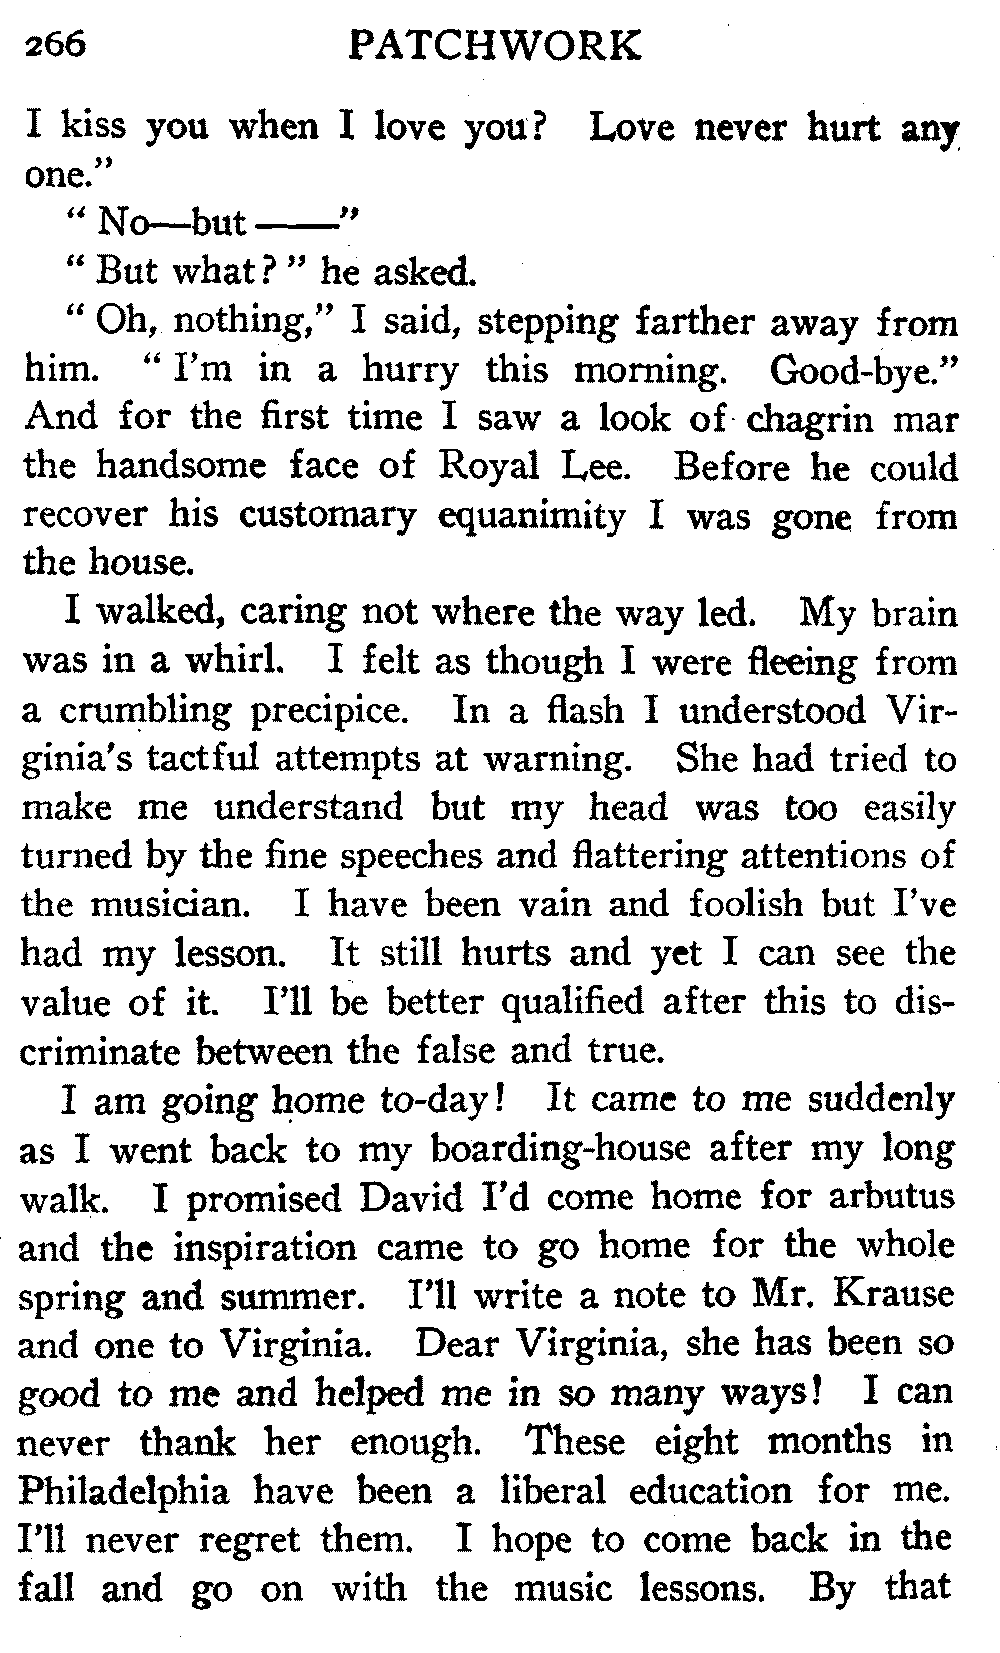 266 PATCHWORK
I kiss you when I love you? Love never hurt any
one."
" No—but ——"
" But what? " he asked.
" Oh, nothing," I said, stepping farther away from
him. " I'm in a hurry this morning. Good-bye."
And for the first time I saw a look of chagrin mar
the handsome face of Royal Lee. Before he could
recover his customary equanimity I was gone from
the house.
I walked, caring not where the way led. My brain
was in a whirl. I felt as though I were fleeing from
a crumbling precipice. In a flash I understood Vir-
ginia's tactful attempts at warning. She had tried to
make me understand but my head was too easily
turned by the fine speeches and flattering attentions of
the musician. I have been vain and foolish but I've
had my lesson. It still hurts and yet I can see the
value of it. I'll be better qualified after this to dis-
criminate between the false and true.
I am going home to-day! It came to me suddenly
as I went back to my boarding-house after my long
walk. I promised David I'd come home for arbutus
and the inspiration came to go home for the whole
spring and summer. I'll write a note to Mr. Krause
and one to Virginia. Dear Virginia, she has been so
good to me and helped me in so many ways! I can
never thank her enough. These eight months in
Philadelphia have been a liberal education for me.
I'll never regret them. I hope to come back in the
fall and go on with the music lessons. By that